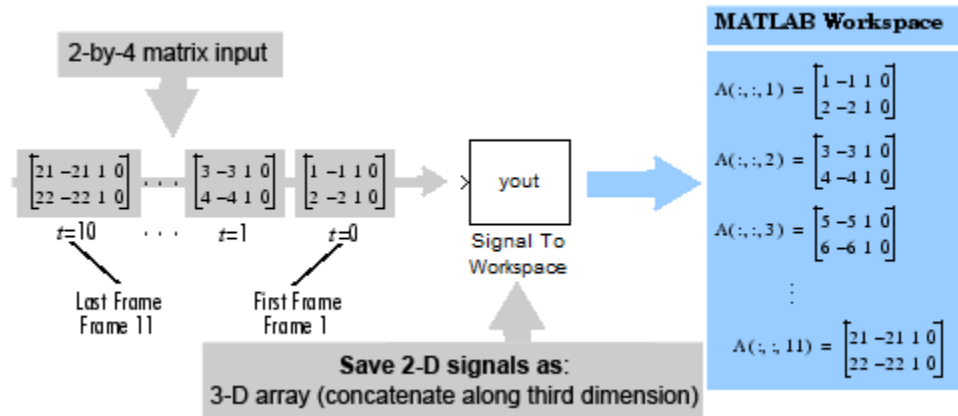 2-by-4 matrix input
[21 -21 1 0
22 -22 1 0]
. . .
[3 -3 1 0
4 -4 1 0]
[1 -1 1 0
2 -2 1 0]
t=10 . . . t=1 t=0
Last Frame
Frame 11
First Frame
Frame 1
yout
Signal To
Workspace
Save 2-D signals as:
3-D array (concatenate along third dimension)
MATLAB Workspace
A(:,:,1) = [1 -1 1 0
2 -2 1 0]
A(:,:,2) = [3 -3 1 0
4 -4 1 0]
A(:,:,3) = [5 -5 1 0
6 -6 1 0]
⋮
A(:,:,11) = [21 -21 1 0
22 -22 1 0]